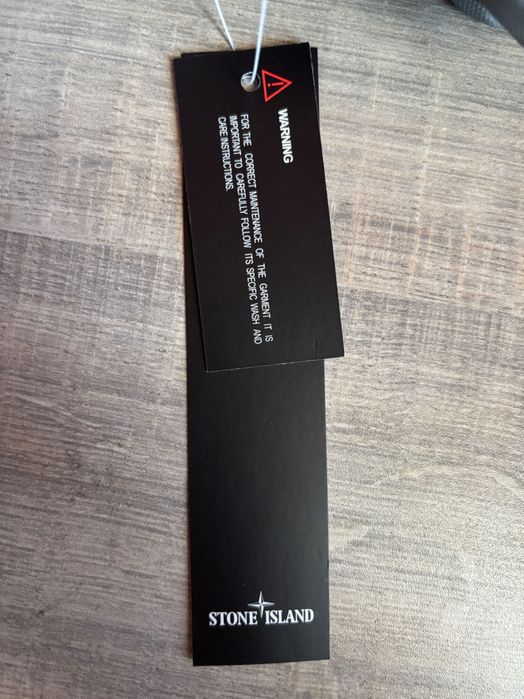 WARNING
FOR THE CORRECT MAINTENANCE OF THE GARMENT IT IS
IMPORTANT TO CAREFULLY FOLLOW ITS SPECIFIC WASH AND
CARE INSTRUCTIONS.
STONE ISLAND